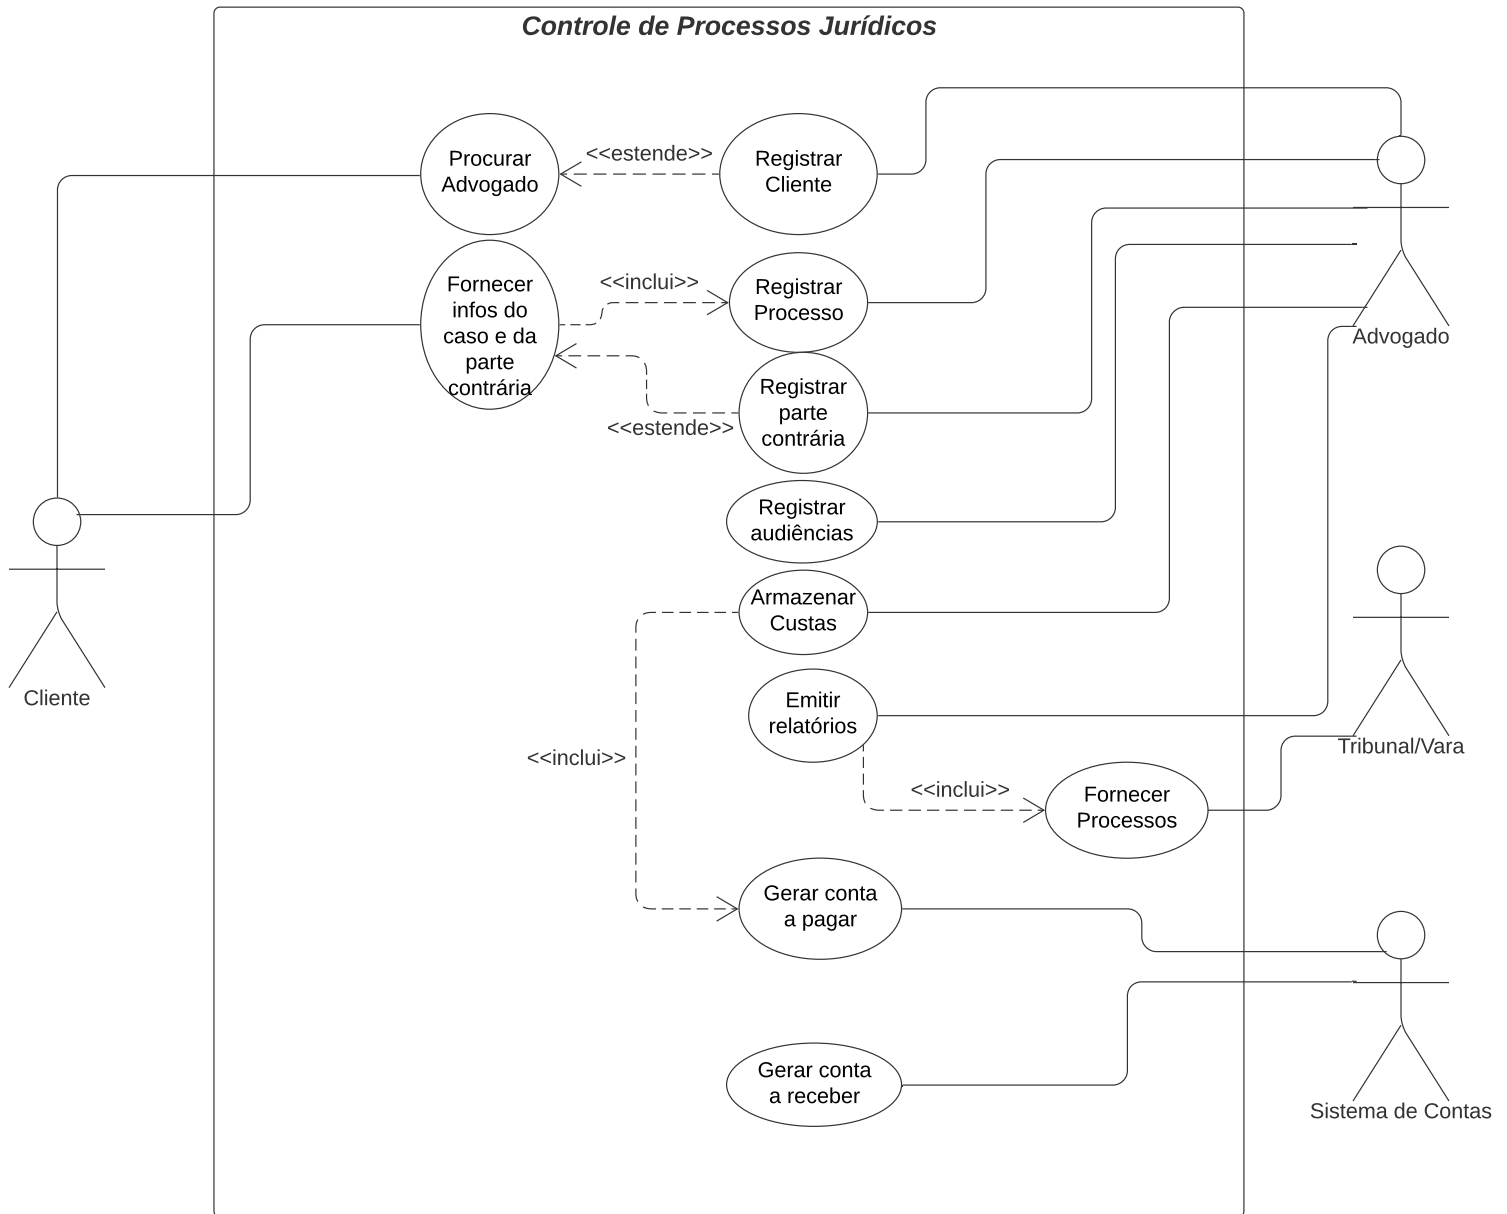 Controle de Processos Jurídicos
Procurar
Advogado
<<estende>>
Registrar
Cliente
Fornecer
infos do
caso e da
parte
contrária
<<inclui>>
Registrar
Processo
<<estende>>
Registrar
parte
contrária
Advogado
Registrar
audiências
Armazenar
Custas
Cliente
Emitir
relatórios
Tribunal/Vara
<<inclui>>
<<inclui>>
Fornecer
Processos
Gerar conta
a pagar
Gerar conta
a receber
Sistema de Contas